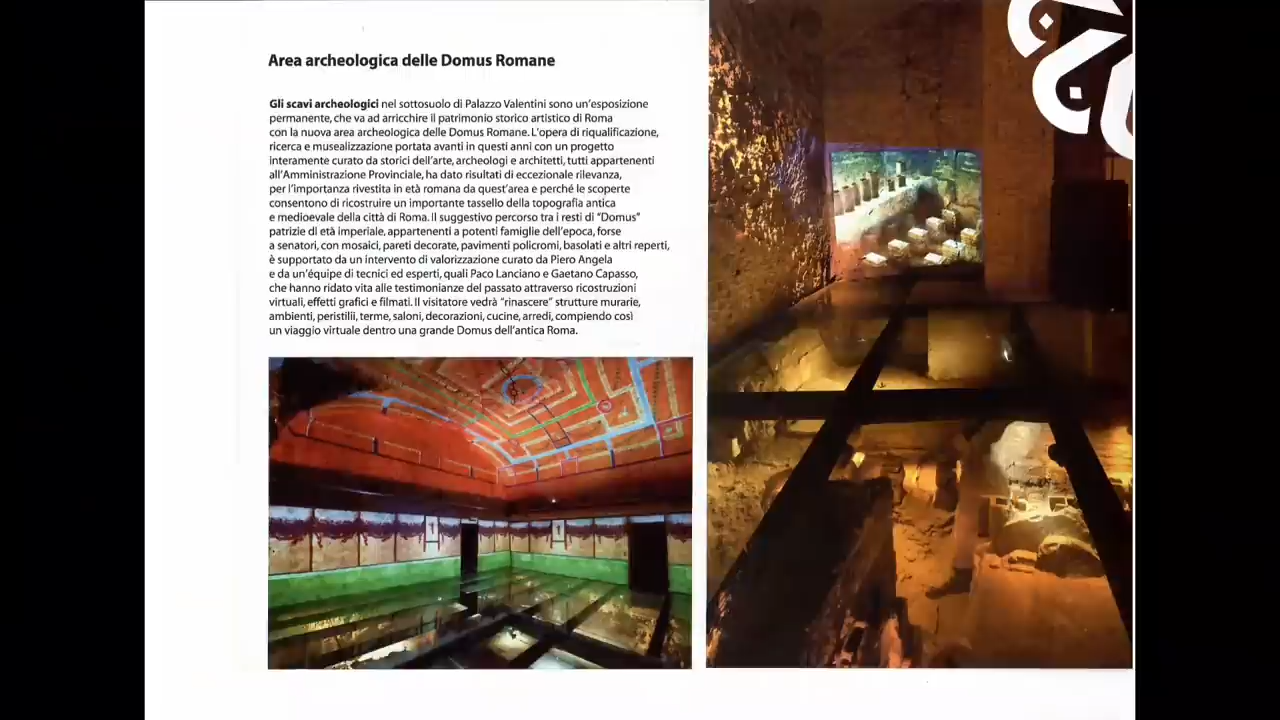 Area archeologica delle Domus Romane
Gli scavi archeologici nel sottosuolo di Palazzo Valentini sono un'esposizione
permanente, che va ad arricchire il patrimonio storico artistico di Roma
con la nuova area archeologica delle Domus Romane. L'opera di riqualificazione,
ricerca e musealizzazione portata avanti in questi anni con un progetto
interamente curato da storici dell'arte, archeologi e architetti, tutti appartenenti
all'Amministrazione Provinciale, ha dato risultati di eccezionale rilevanza,
per l'importanza rivestita in età romana da quest'area e perché le scoperte
consentono di ricostruire un importante tassello della topografia antica
e medioevale della città di Roma. Il suggestivo percorso tra i resti di "Domus"
patrizie di età imperiale, appartenenti a potenti famiglie dell'epoca, forse
a senatori, con mosaici, pareti decorate, pavimenti policromi, basolati e altri reperti,
è supportato da un intervento di valorizzazione curato da Piero Angela
e da un'équipe di tecnici ed esperti, quali Paco Lanciano e Gaetano Capasso,
che hanno ridato vita alle testimonianze del passato attraverso ricostruzioni
virtuali, effetti grafici e filmati. Il visitatore vedrà "rinascere" strutture murarie,
ambienti, peristilii, terme, saloni, decorazioni, cucine, arredi, compiendo così
un viaggio virtuale dentro una grande Domus dell'antica Roma.